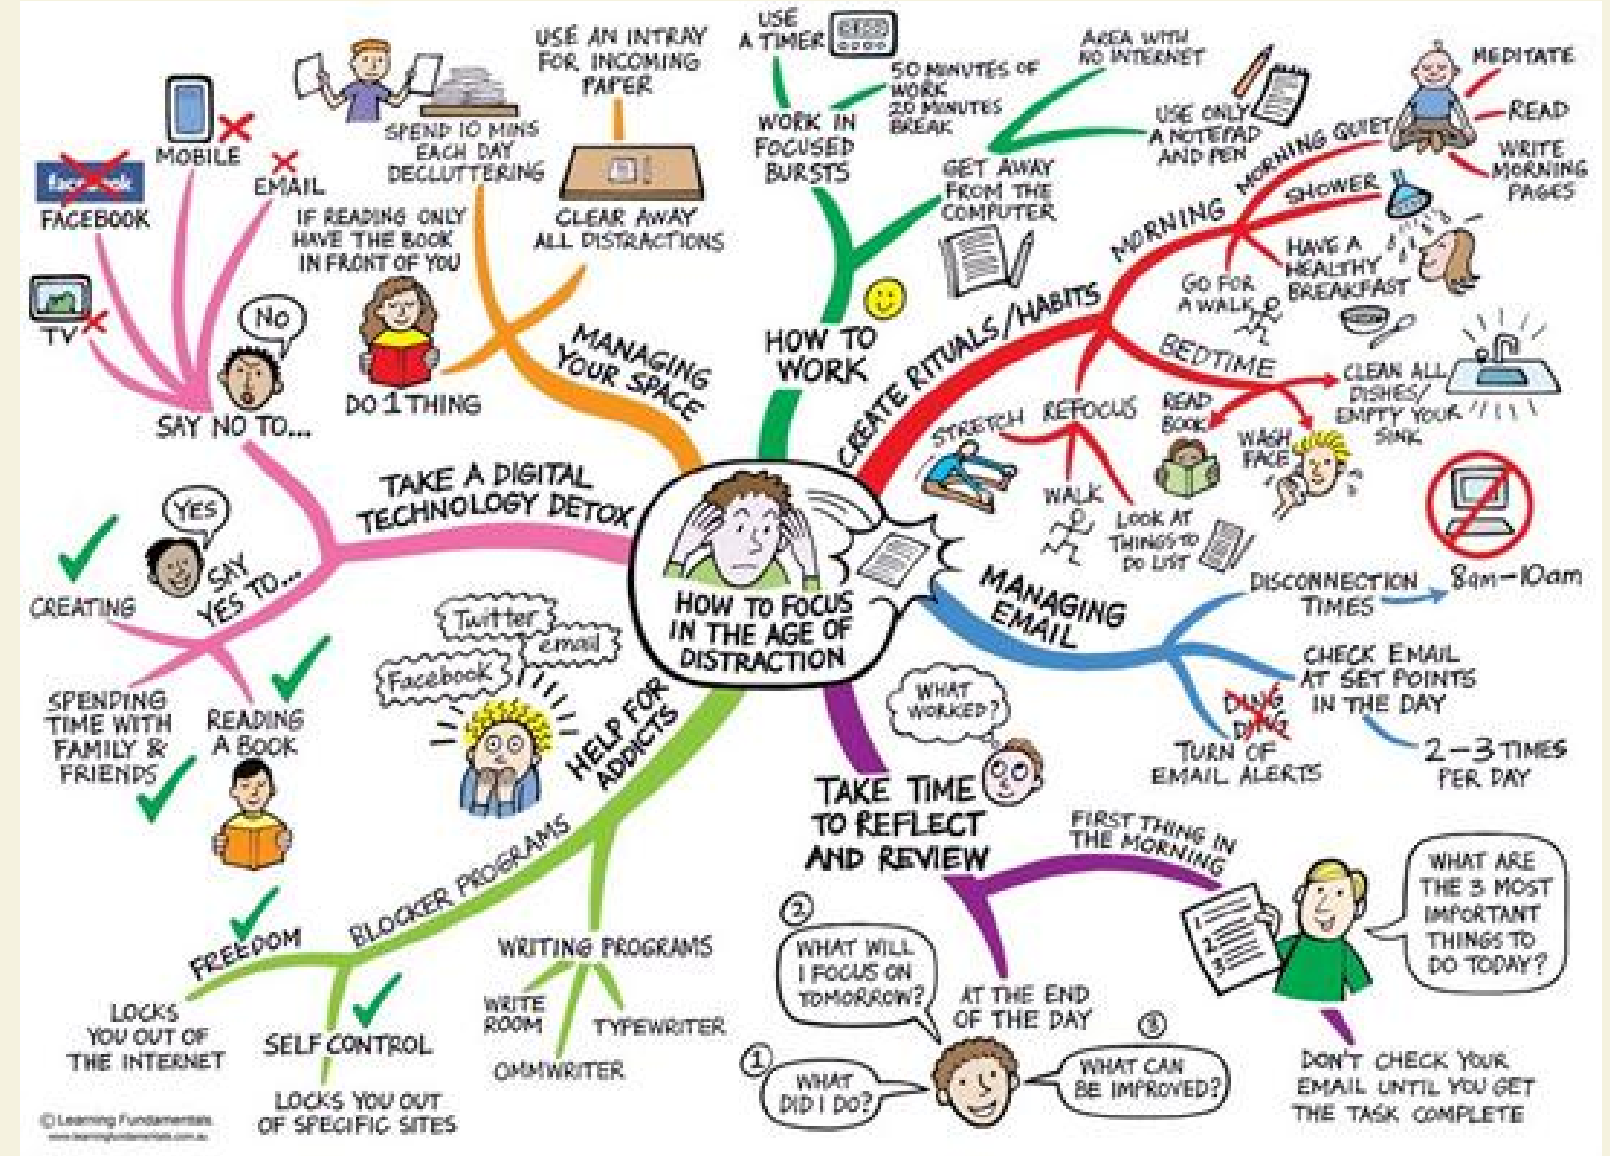 HOW TO FOCUS
IN THE AGE OF
DISTRACTION
USE
A TIMER
50 MINUTES OF
WORK
20 MINUTES
BREAK
WORK IN
FOCUSED
BURSTS
AREA WITH
NO INTERNET
USE ONLY
A NOTEPAD
AND PEN
GET AWAY
FROM THE
COMPUTER
HOW TO
WORK
CREATE RITUALS/HABITS
MORNING
MORNING QUIET
MEDITATE
READ
WRITE
MORNING
PAGES
SHOWER
HAVE A
HEALTHY
BREAKFAST
GO FOR
A WALK
BEDTIME
CLEAN ALL
DISHES/
EMPTY YOUR
SINK
READ
BOOK
WASH
FACE
REFOCUS
STRETCH
WALK
LOOK AT
THINGS TO
DO LIST
MANAGING
EMAIL
DISCONNECTION
TIMES
8am-10am
CHECK EMAIL
AT SET POINTS
IN THE DAY
2-3 TIMES
PER DAY
DING
DING
TURN OF
EMAIL ALERTS
WHAT
WORKED?
TAKE TIME
TO REFLECT
AND REVIEW
FIRST THING IN
THE MORNING
1
2
3
WHAT ARE
THE 3 MOST
IMPORTANT
THINGS TO
DO TODAY?
DON'T CHECK YOUR
EMAIL UNTIL YOU GET
THE TASK COMPLETE
AT THE END
OF THE DAY
1
WHAT
DID I DO?
2
WHAT WILL
I FOCUS ON
TOMORROW?
3
WHAT CAN
BE IMPROVED?
HELP FOR
ADDICTS
Twitter
email
Facebook
BLOCKER PROGRAMS
FREEDOM
LOCKS
YOU OUT OF
THE INTERNET
SELF CONTROL
LOCKS YOU OUT
OF SPECIFIC SITES
WRITING PROGRAMS
WRITE
ROOM
OMMWRITER
TYPEWRITER
TAKE A DIGITAL
TECHNOLOGY DETOX
NO
SAY NO TO...
TV
facebook
FACEBOOK
MOBILE
EMAIL
YES
SAY
YES TO...
CREATING
SPENDING
TIME WITH
FAMILY &
FRIENDS
READING
A BOOK
MANAGING
YOUR SPACE
SPEND 10 MINS
EACH DAY
DECLUTTERING
USE AN INTRAY
FOR INCOMING
PAPER
CLEAR AWAY
ALL DISTRACTIONS
IF READING ONLY
HAVE THE BOOK
IN FRONT OF YOU
DO 1 THING
© Learning Fundamentals
www.learningfundamentals.com.au